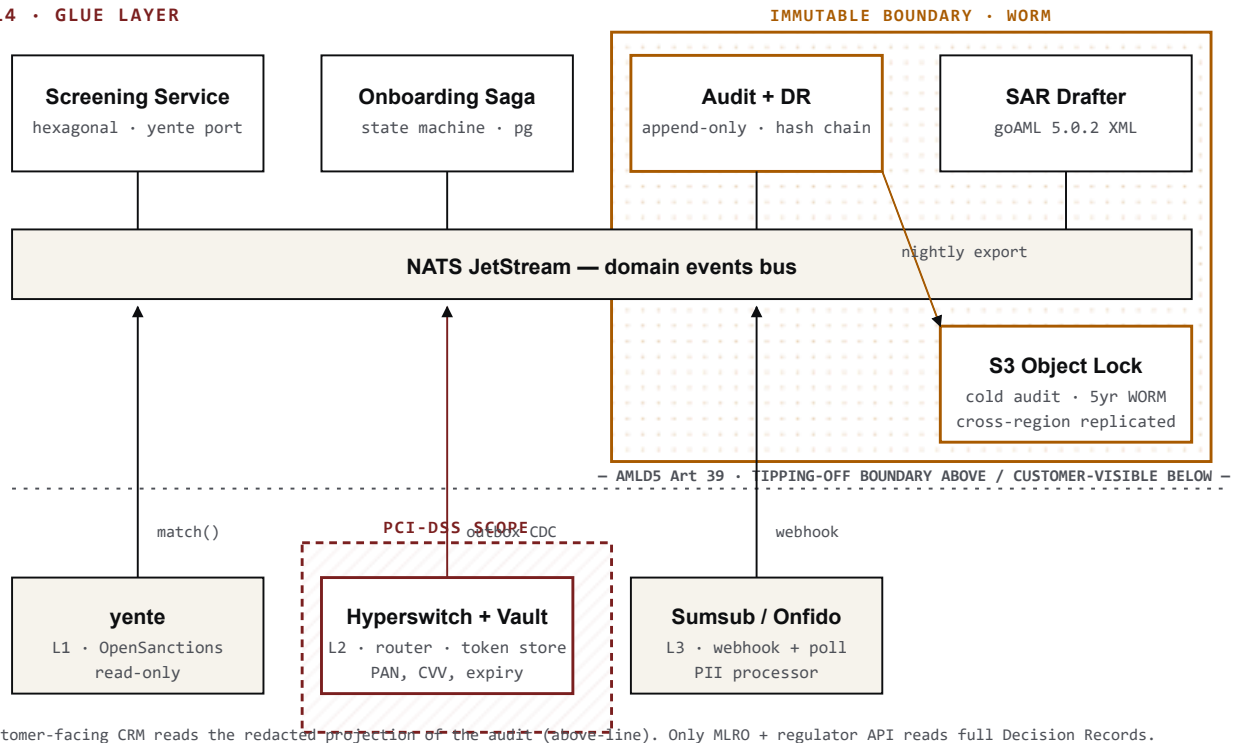 L4 · GLUE LAYER
IMMUTABLE BOUNDARY · WORM
Screening Service
hexagonal · yente port
Onboarding Saga
state machine · pg
Audit + DR
append-only · hash chain
SAR Drafter
goAML 5.0.2 XML
NATS JetStream — domain events bus
nightly export
S3 Object Lock
cold audit · 5yr WORM
cross-region replicated
— AMLD5 Art 39 · TIPPING-OFF BOUNDARY ABOVE / CUSTOMER-VISIBLE BELOW —
match()
PCI-DSS SCOPE
outbox CDC
webhook
yente
L1 · OpenSanctions
read-only
Hyperswitch + Vault
L2 · router · token store
PAN, CVV, expiry
Sumsub / Onfido
L3 · webhook + poll
PII processor
tomer-facing CRM reads the redacted projection of the audit (above-line). Only MLRO + regulator API reads full Decision Records.